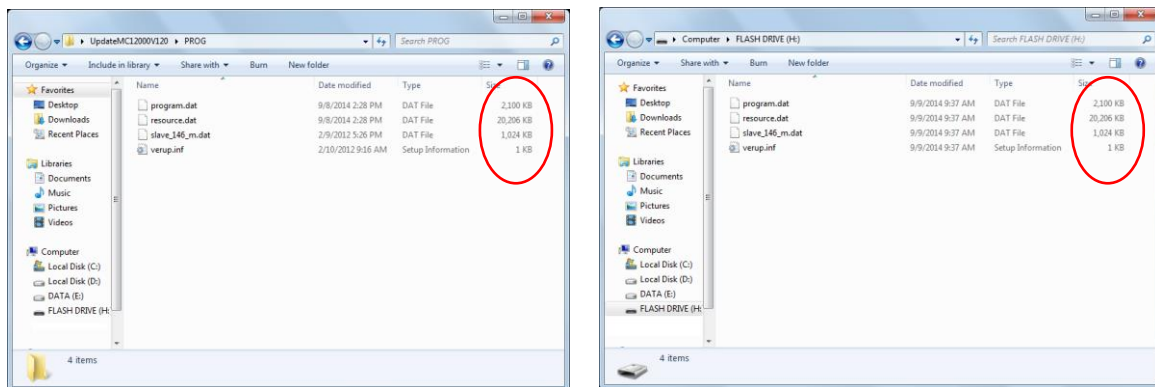 UpdateMC12000V120 PROG
Search PROG
Organize Include in library Share with Burn New folder
Name Date modified Type Size
Favorites
Desktop
Downloads
Recent Places
Libraries
Documents
Music
Pictures
Videos
Computer
Local Disk (C:)
Local Disk (D:)
DATA (E:)
FLASH DRIVE (H:
program.dat 9/8/2014 2:28 PM DAT File 2,100 KB
resource.dat 9/8/2014 2:28 PM DAT File 20,206 KB
slave_146_m.dat 2/9/2012 5:26 PM DAT File 1,024 KB
verup.inf 2/10/2012 9:16 AM Setup Information 1 KB
4 items
Computer FLASH DRIVE (H:)
Search FLASH DRIVE (H:)
Organize Share with Burn New folder
Name Date modified Type Size
Favorites
Desktop
Downloads
Recent Places
Libraries
Documents
Music
Pictures
Videos
Computer
Local Disk (C:)
Local Disk (D:)
DATA (E:)
FLASH DRIVE (H:
program.dat 9/9/2014 9:37 AM DAT File 2,100 KB
resource.dat 9/9/2014 9:37 AM DAT File 20,206 KB
slave_146_m.dat 9/9/2014 9:37 AM DAT File 1,024 KB
verup.inf 9/9/2014 9:37 AM Setup Information 1 KB
4 items